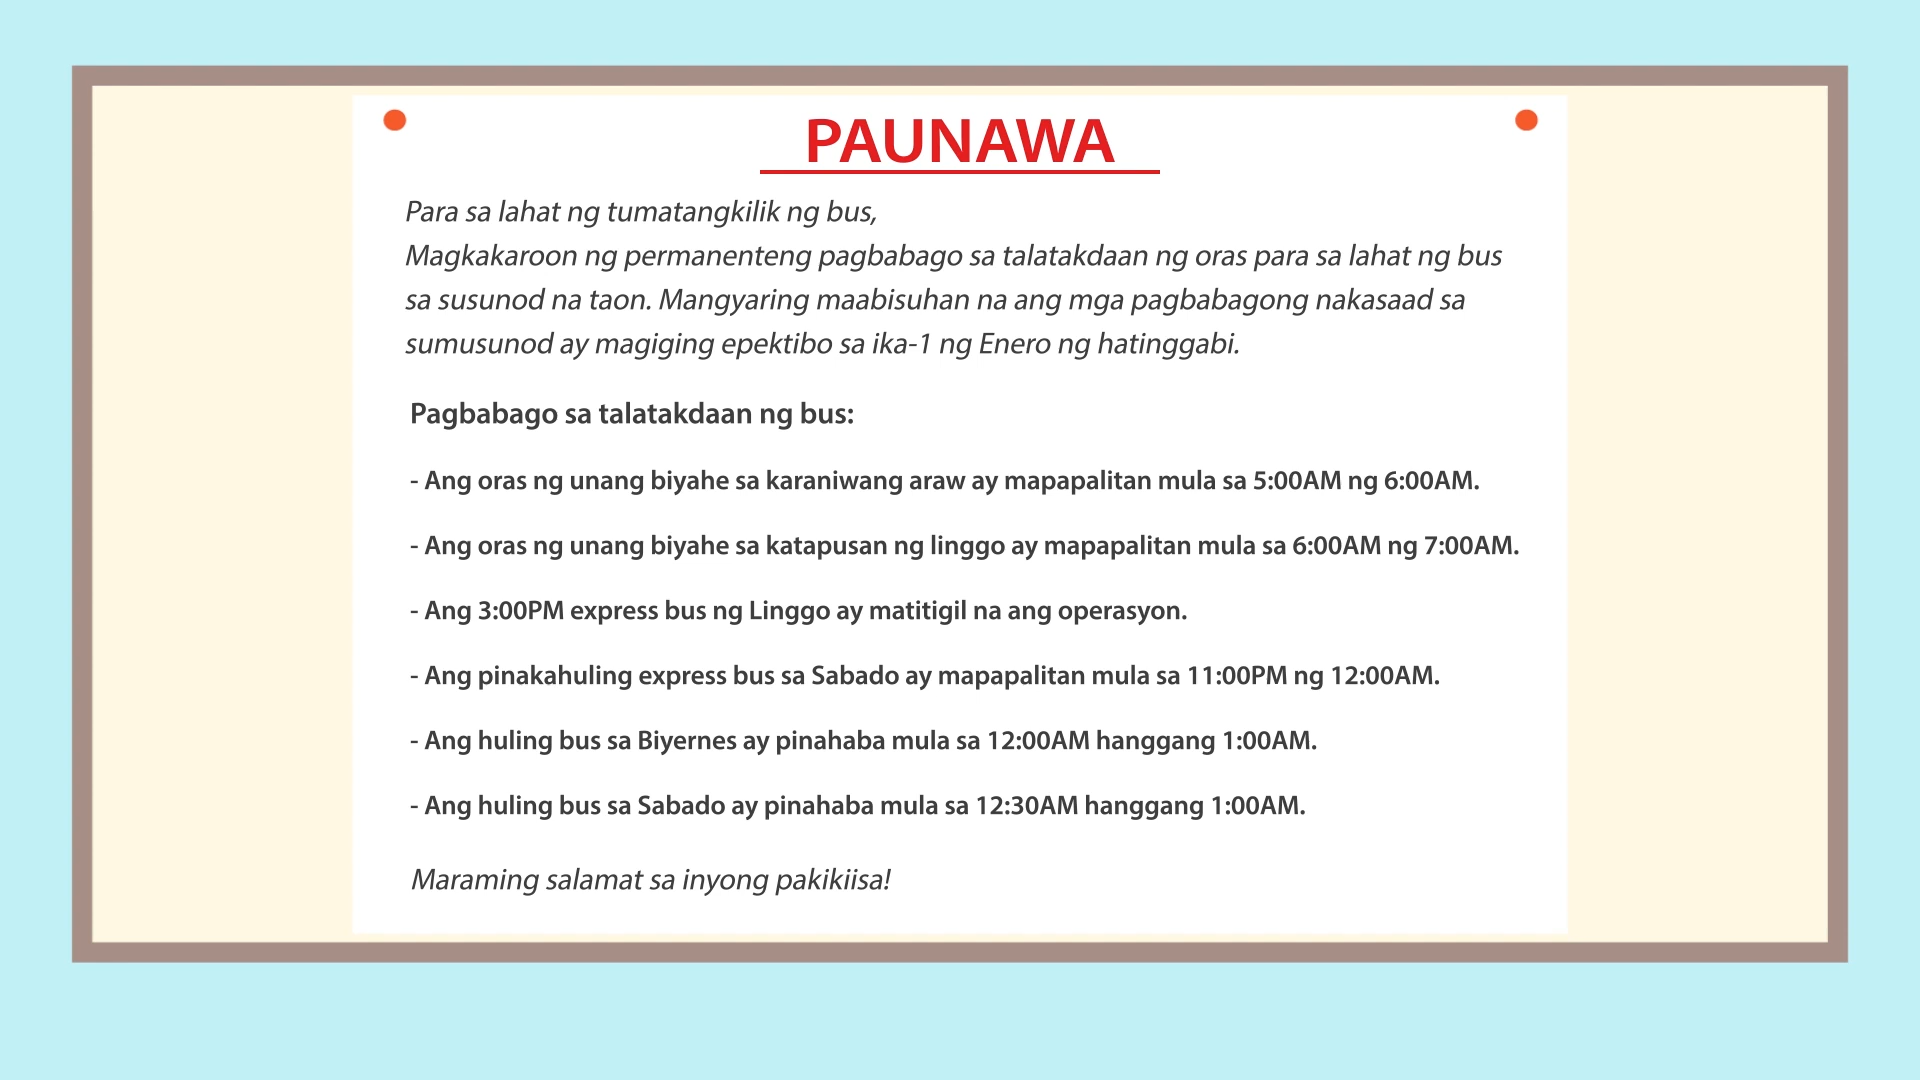 PAUNAWA
Para sa lahat ng tumatangkilik ng bus,
Magkakaroon ng permanenteng pagbabago sa talatakdaan ng oras para sa lahat ng bus
sa susunod na taon. Mangyaring maabisuhan na ang mga pagbabagong nakasaad sa
sumusunod ay magiging epektibo sa ika-1 ng Enero ng hatinggabi.
Pagbabago sa talatakdaan ng bus:
- Ang oras ng unang biyahe sa karaniwang araw ay mapapalitan mula sa 5:00AM ng 6:00AM.
- Ang oras ng unang biyahe sa katapusan ng linggo ay mapapalitan mula sa 6:00AM ng 7:00AM.
- Ang 3:00PM express bus ng Linggo ay matitigil na ang operasyon.
- Ang pinakahuling express bus sa Sabado ay mapapalitan mula sa 11:00PM ng 12:00AM.
- Ang huling bus sa Biyernes ay pinahaba mula sa 12:00AM hanggang 1:00AM.
- Ang huling bus sa Sabado ay pinahaba mula sa 12:30AM hanggang 1:00AM.
Maraming salamat sa inyong pakikiisa!